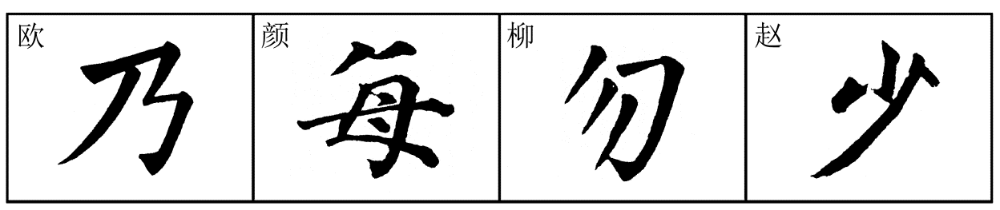 欧 乃 颜 每 柳 勿 赵 少